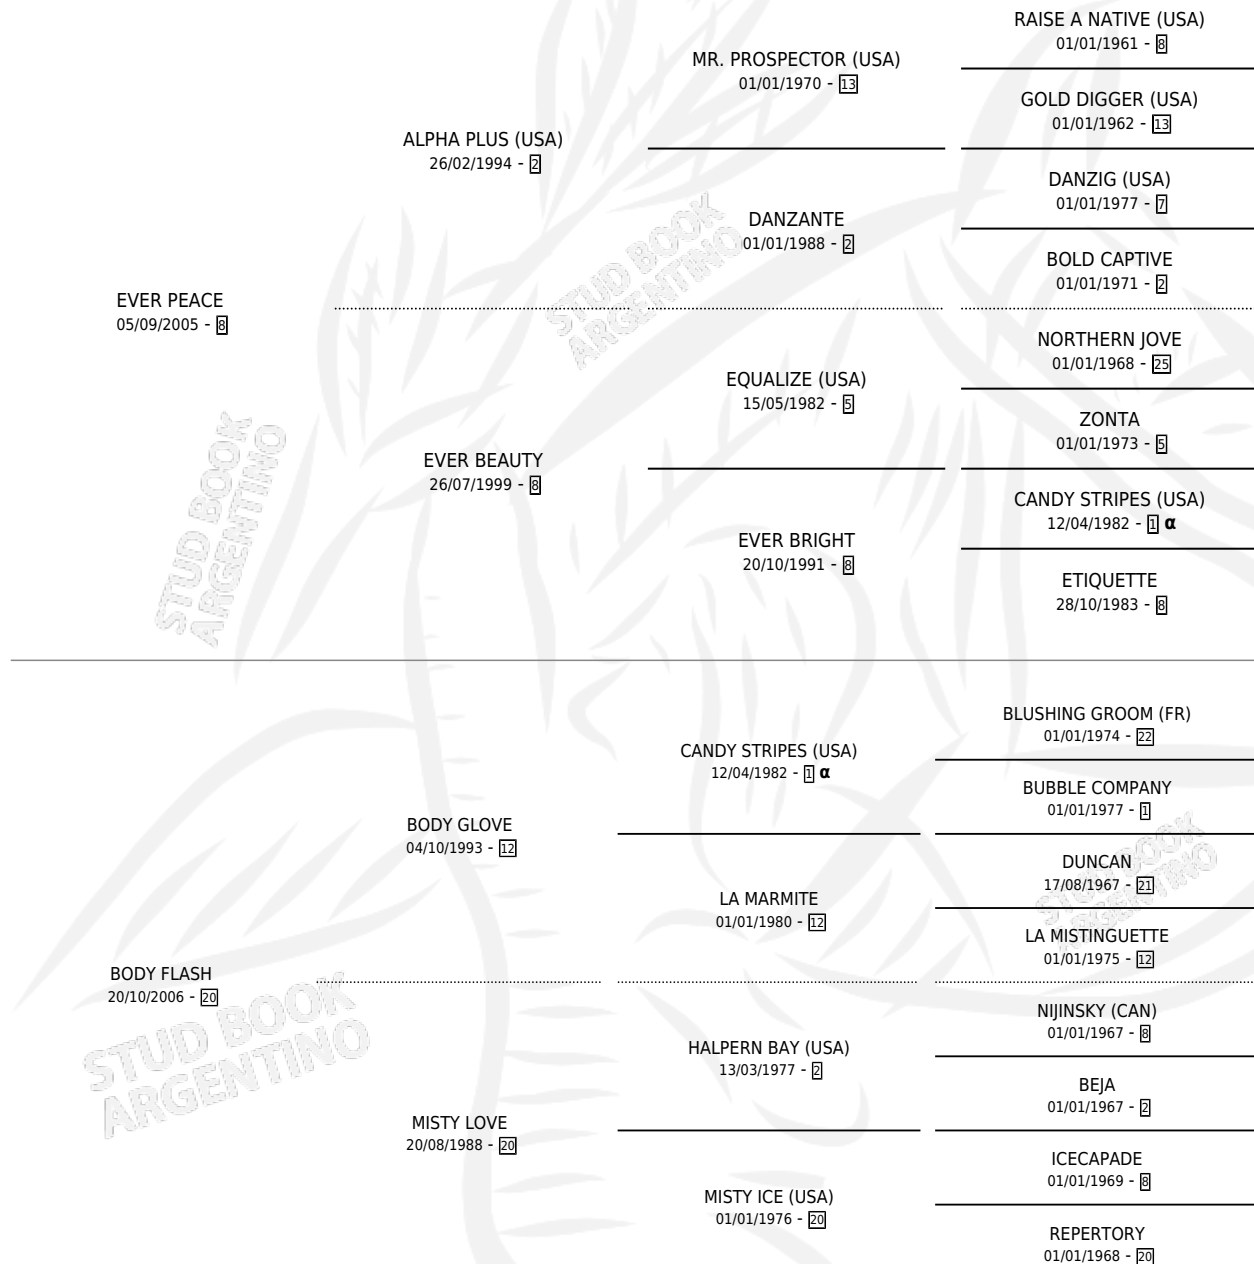 RAISE A NATIVE (USA)
01/01/1961 - 8
MR. PROSPECTOR (USA)
01/01/1970 - 13
GOLD DIGGER (USA)
01/01/1962 - 13
ALPHA PLUS (USA)
26/02/1994 - 2
DANZIG (USA)
01/01/1977 - 7
DANZANTE
01/01/1988 - 2
BOLD CAPTIVE
01/01/1971 - 2
EVER PEACE
05/09/2005 - 8
NORTHERN JOVE
01/01/1968 - 25
EQUALIZE (USA)
15/05/1982 - 5
ZONTA
01/01/1973 - 5
EVER BEAUTY
26/07/1999 - 8
CANDY STRIPES (USA)
12/04/1982 - 1 α
EVER BRIGHT
20/10/1991 - 8
ETIQUETTE
28/10/1983 - 8
BLUSHING GROOM (FR)
01/01/1974 - 22
CANDY STRIPES (USA)
12/04/1982 - 1 α
BUBBLE COMPANY
01/01/1977 - 1
BODY GLOVE
04/10/1993 - 12
DUNCAN
17/08/1967 - 21
LA MARMITE
01/01/1980 - 12
LA MISTINGUETTE
01/01/1975 - 12
BODY FLASH
20/10/2006 - 20
NIJINSKY (CAN)
01/01/1967 - 8
HALPERN BAY (USA)
13/03/1977 - 2
BEJA
01/01/1967 - 2
MISTY LOVE
20/08/1988 - 20
ICECAPADE
01/01/1969 - 8
MISTY ICE (USA)
01/01/1976 - 20
REPERTORY
01/01/1968 - 20
STUD BOOK
ARGENTINO
STUD BOOK
ARGENTINO
STUD BOOK
ARGENTINO
STUD BOOK
ARGENTINO